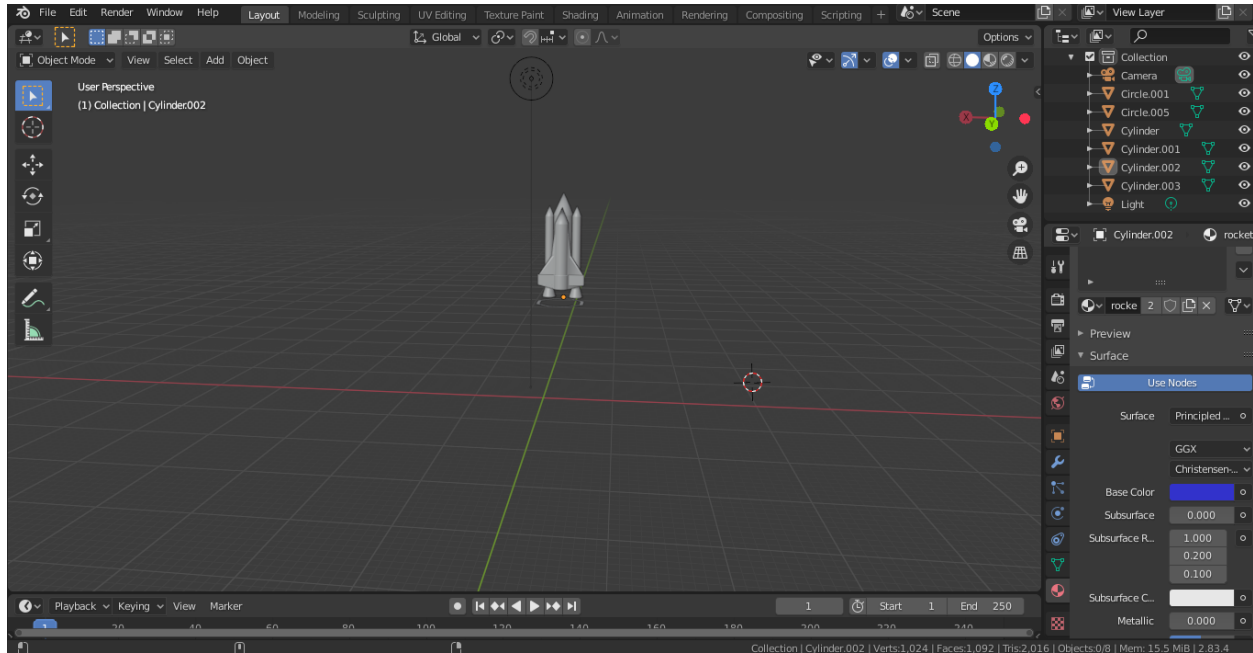 File Edit Render Window Help Layout Modeling Sculpting UV Editing Texture Paint Shading Animation Rendering Compositing Scripting + Scene View Layer
Global Options
Object Mode View Select Add Object
User Perspective
(1) Collection | Cylinder.002
Z
X
Y
Collection
Camera
Circle.001
Circle.005
Cylinder
Cylinder.001
Cylinder.002
Cylinder.003
Light
Cylinder.002 rocket
rocke 2
Preview
Surface
Use Nodes
Surface Principled ...
GGX
Christensen-...
Base Color
Subsurface 0.000
Subsurface R... 1.000
0.200
0.100
Subsurface C...
Metallic 0.000
Playback Keying View Marker 1 Start 1 End 250
1 20 40 60 80 100 120 140 160 180 200 220 240
Collection | Cylinder.002 | Verts:1,024 | Faces:1,092 | Tris:2,016 | Objects:0/8 | Mem: 15.5 MiB | 2.83.4